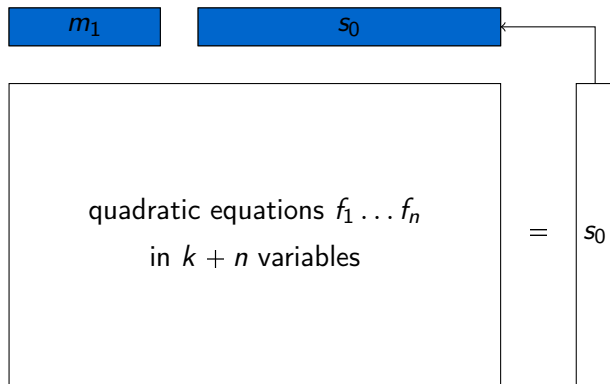 m₁ s₀
quadratic equations f₁ … fₙ
in k + n variables
= s₀